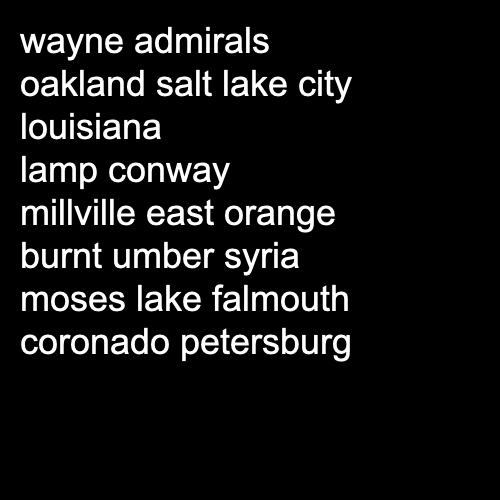 wayne admirals
oakland salt lake city
louisiana
lamp conway
millville east orange
burnt umber syria
moses lake falmouth
coronado petersburg